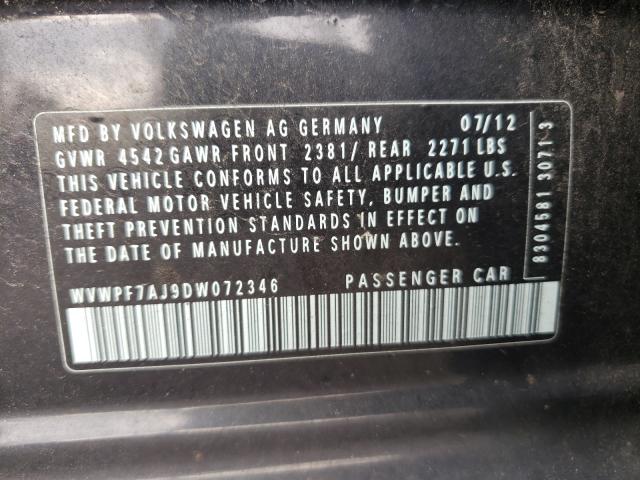 MFD BY VOLKSWAGEN AG GERMANY 07/12
GVWR 4542 GAWR FRONT 2381/ REAR 2271 LBS
THIS VEHICLE CONFORMS TO ALL APPLICABLE U.S.
FEDERAL MOTOR VEHICLE SAFETY, BUMPER AND
THEFT PREVENTION STANDARDS IN EFFECT ON
THE DATE OF MANUFACTURE SHOWN ABOVE.
WVWPF7AJ9DW072346 PASSENGER CAR
8304581 3071 3